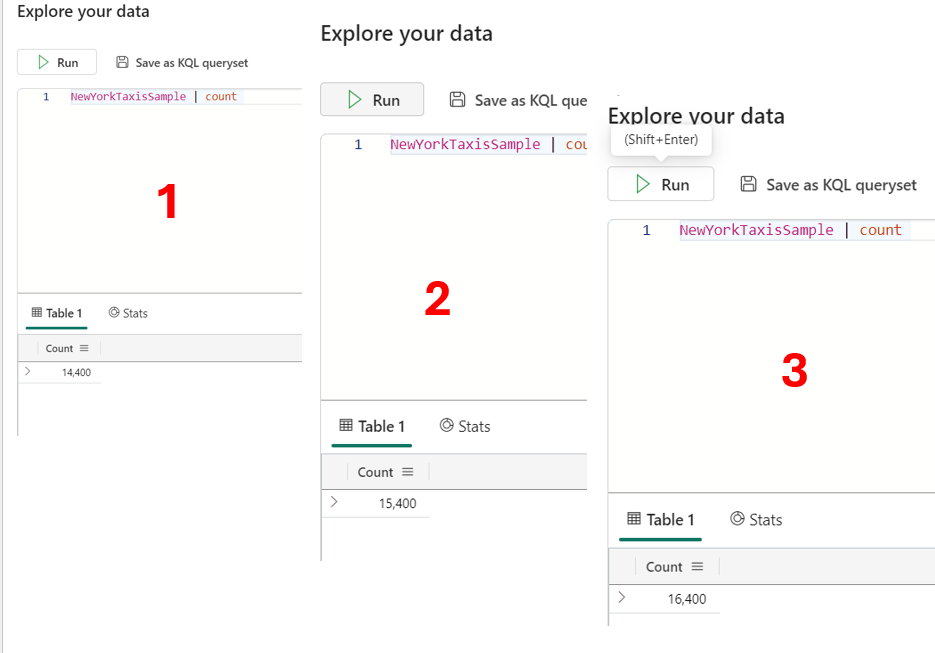 Explore your data
Run Save as KQL queryset
1 NewYorkTaxisSample | count
1
Table 1 Stats
Count
14,400
Explore your data
Run Save as KQL que
1 NewYorkTaxisSample | cou
2
Table 1 Stats
Count
15,400
Explore your data
(Shift+Enter)
Run Save as KQL queryset
1 NewYorkTaxisSample | count
3
Table 1 Stats
Count
16,400